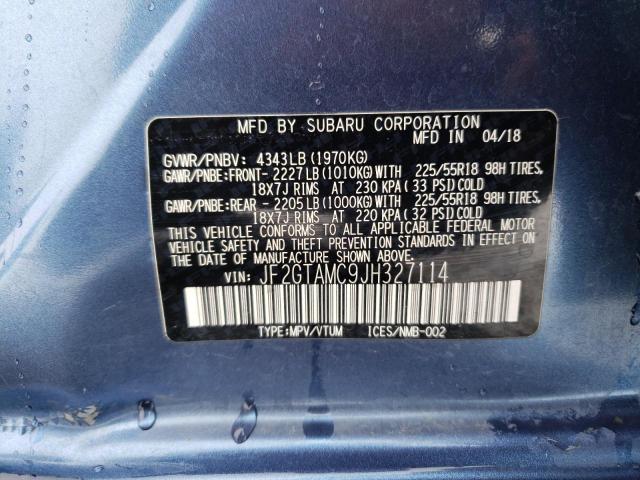 MFD BY SUBARU CORPORATION
MFD IN 04/18
GVWR/PNBV: 4343LB(1970KG)
GAWR/PNBE:FRONT- 2227LB(1010KG)WITH 225/55R18 98H TIRES,
18X7J RIMS AT 230 KPA(33 PSI)COLD
GAWR/PNBE:REAR - 2205LB(1000KG)WITH 225/55R18 98H TIRES,
18X7J RIMS AT 220 KPA(32 PSI)COLD
THIS VEHICLE CONFORMS TO ALL APPLICABLE FEDERAL MOTOR
VEHICLE SAFETY AND THEFT PREVENTION STANDARDS IN EFFECT ON
THE DATE OF MANUFACTURE SHOWN ABOVE.
VIN: JF2GTAMC9JH327114
TYPE:MPV/VTUM ICES/NMB-002